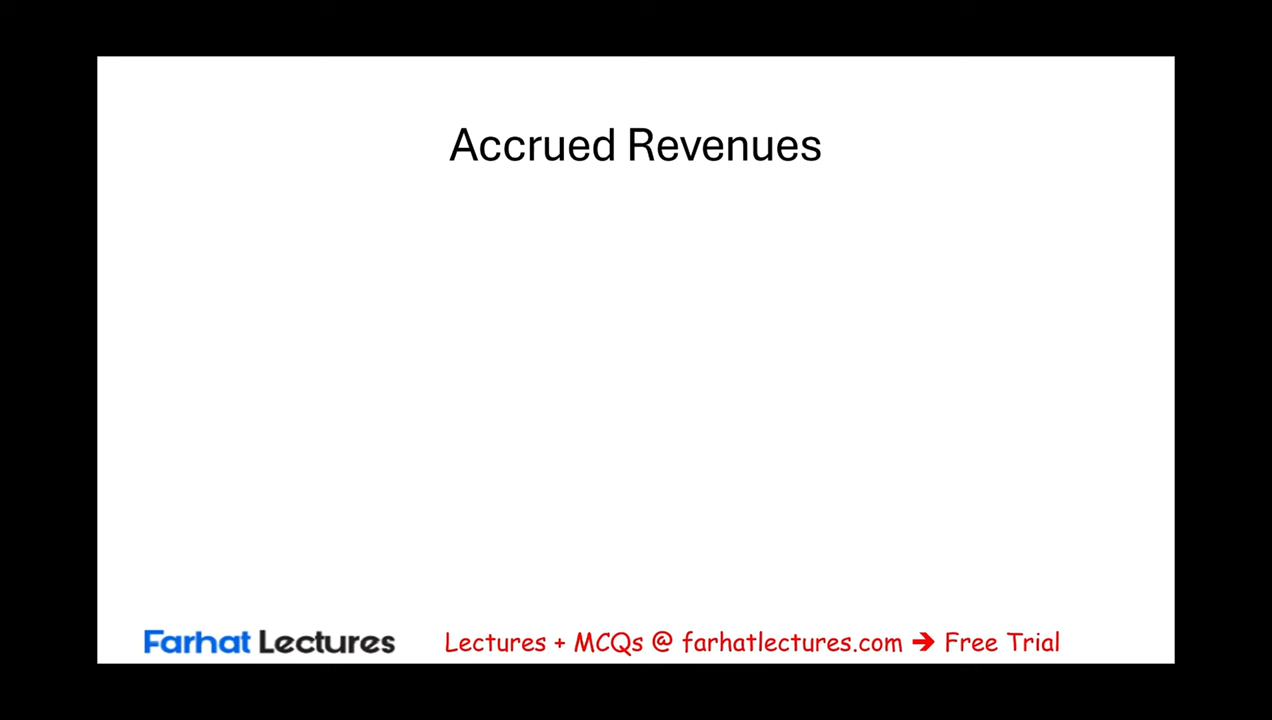 Accrued Revenues
Farhat Lectures Lectures + MCQs @ farhatlectures.com ➔ Free Trial